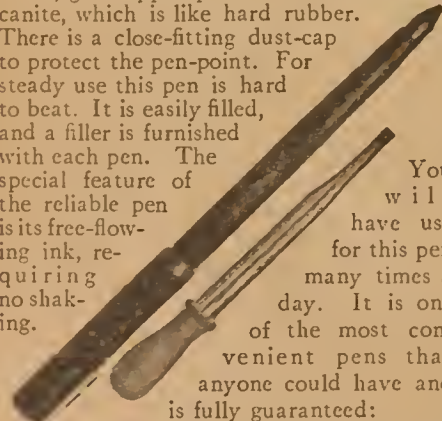 canite, which is like hard rubber.
There is a close-fitting dust-cap
to protect the pen-point. For
steady use this pen is hard
to beat. It is easily filled,
and a filler is furnished
with each pen. The
special feature of
the reliable pen
is its free-flow-
ing ink, re-
quiring
no shak-
ing.
You
wil
have us
for this pen
many times
day. It is on
of the most con
venient pens tha
anyone could have and
is fully guaranteed: